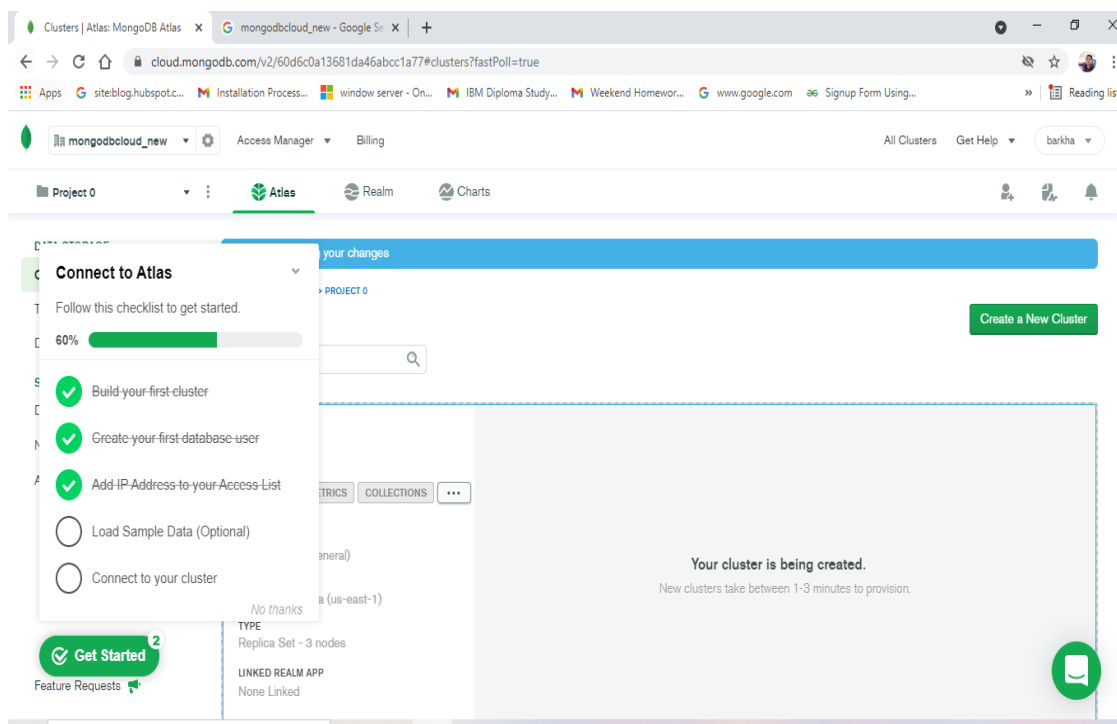 Clusters | Atlas: MongoDB Atlas
mongodbcloud_new - Google Se
cloud.mongodb.com/v2/60d6c0a13681da46abcc1a77#clusters?fastPoll=true
Apps site:blog.hubspot.c... Installation Process... window server - On... IBM Diploma Study... Weekend Homewor... www.google.com Signup Form Using... » Reading lis
mongodbcloud_new Access Manager Billing All Clusters Get Help barkha
Project 0 Atlas Realm Charts
your changes
> PROJECT 0
Create a New Cluster
Connect to Atlas
Follow this checklist to get started.
60%
Build your first cluster
Create your first database user
Add IP Address to your Access List
Load Sample Data (Optional)
Connect to your cluster
No thanks
ETRICS COLLECTIONS ...
eneral)
a (us-east-1)
TYPE
Replica Set - 3 nodes
LINKED REALM APP
None Linked
Your cluster is being created.
New clusters take between 1-3 minutes to provision.
Get Started 2
Feature Requests